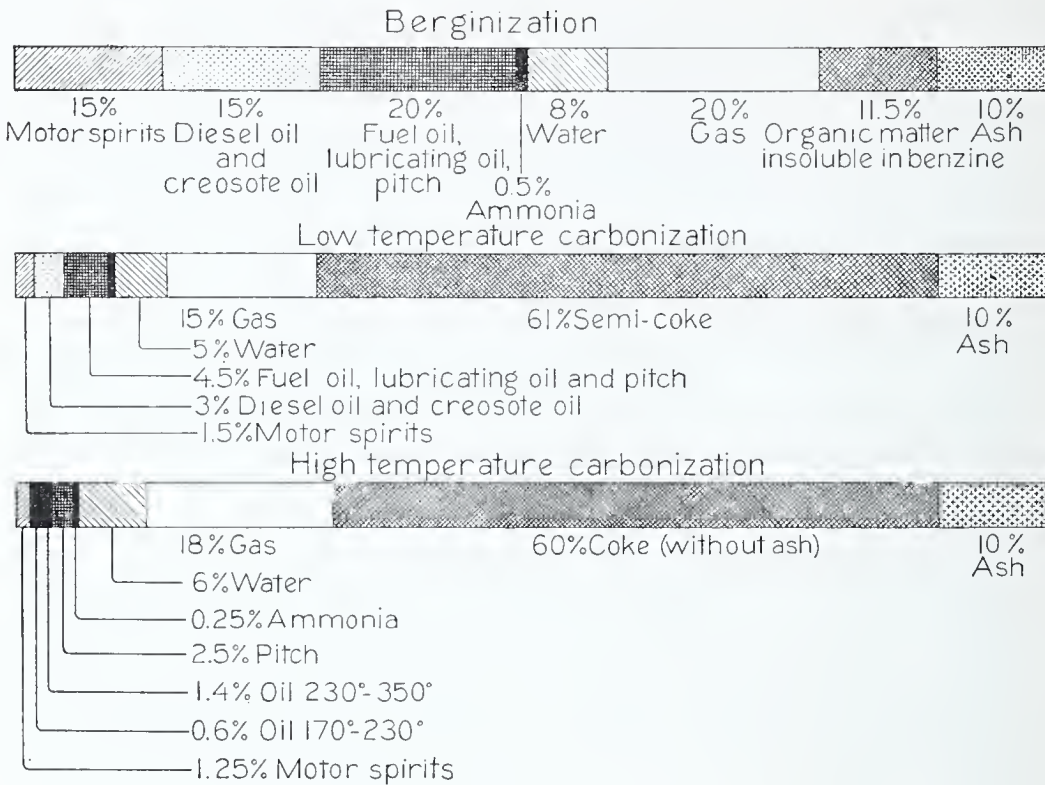 Berginization
15% 15% 20% 8% 20% 11.5% 10%
Motor spirits Diesel oil Fuel oil, Water Gas Organic matter Ash
and lubricating oil, insoluble in benzine
creosote oil pitch 0.5%
Ammonia
Low temperature carbonization
15% Gas 61% Semi-coke 10%
Ash
5% Water
4.5% Fuel oil, lubricating oil and pitch
3% Diesel oil and creosote oil
1.5% Motor spirits
High temperature carbonization
18% Gas 60% Coke (without ash) 10%
Ash
6% Water
0.25% Ammonia
2.5% Pitch
1.4% Oil 230°-350°
0.6% Oil 170°-230°
1.25% Motor spirits